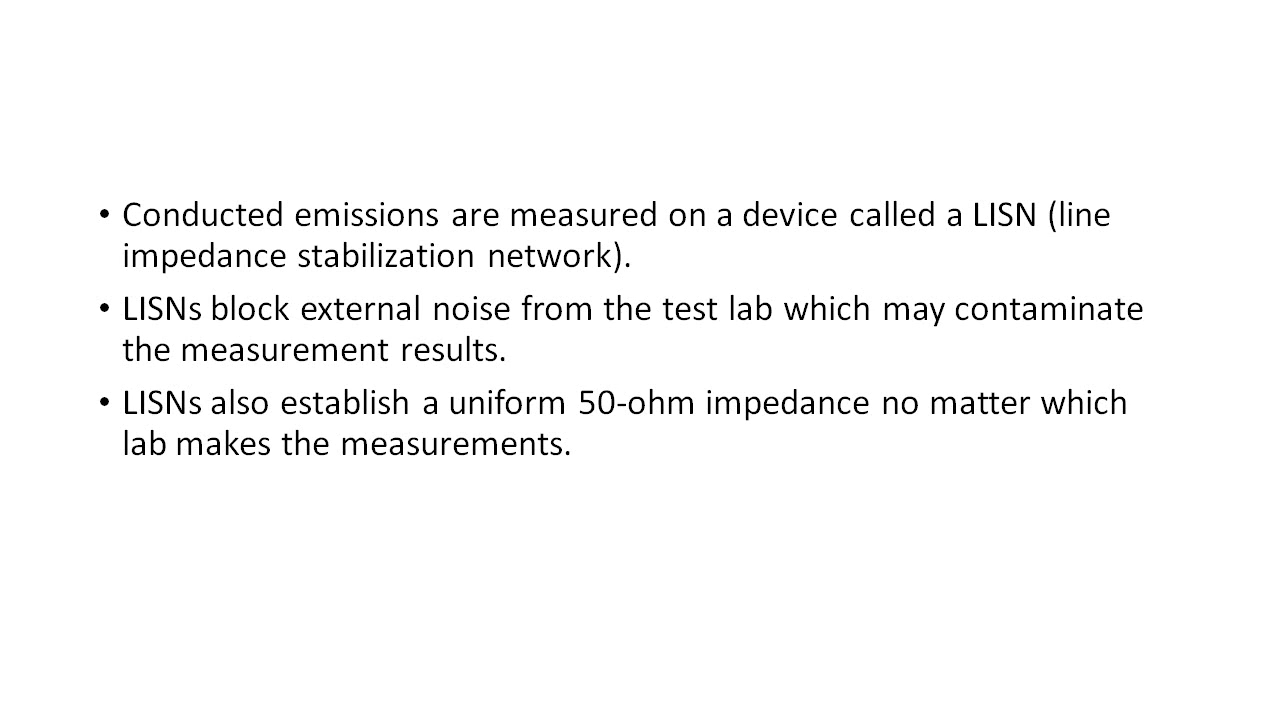 • Conducted emissions are measured on a device called a LISN (line
impedance stabilization network).
• LISNs block external noise from the test lab which may contaminate
the measurement results.
• LISNs also establish a uniform 50-ohm impedance no matter which
lab makes the measurements.